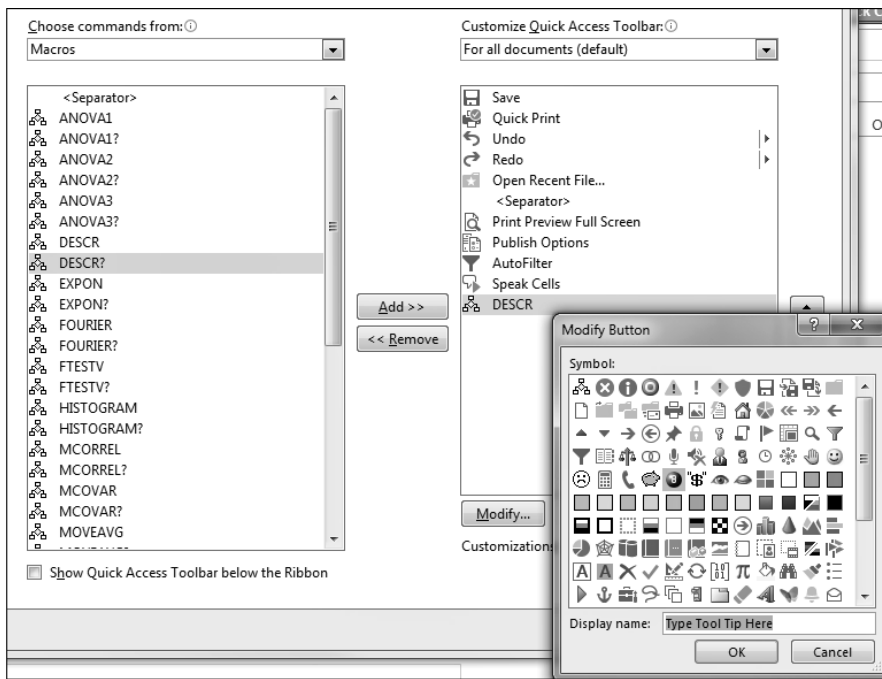 Choose commands from:
Macros
<Separator>
ANOVA1
ANOVA1?
ANOVA2
ANOVA2?
ANOVA3
ANOVA3?
DESCR
DESCR?
EXPON
EXPON?
FOURIER
FOURIER?
FTESTV
FTESTV?
HISTOGRAM
HISTOGRAM?
MCORREL
MCORREL?
MCOVAR
MCOVAR?
MOVEAVG
Show Quick Access Toolbar below the Ribbon
Add >>
<< Remove
Customize Quick Access Toolbar:
For all documents (default)
Save
Quick Print
Undo
Redo
Open Recent File...
<Separator>
Print Preview Full Screen
Publish Options
AutoFilter
Speak Cells
DESCR
Modify...
Modify Button
Symbol:
Display name: Type Tool Tip Here
OK Cancel